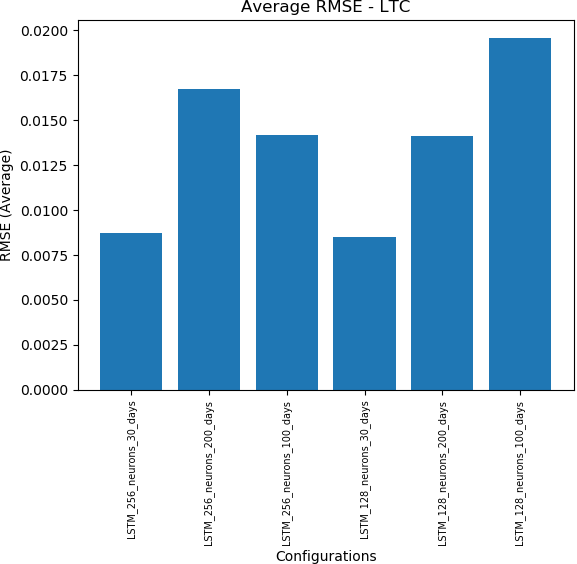 Average RMSE - LTC
0.0200
0.0175
0.0150
0.0125
0.0100
0.0075
0.0050
0.0025
0.0000
RMSE (Average)
LSTM_256_neurons_30_days
LSTM_256_neurons_200_days
LSTM_256_neurons_100_days
LSTM_128_neurons_30_days
LSTM_128_neurons_200_days
LSTM_128_neurons_100_days
Configurations